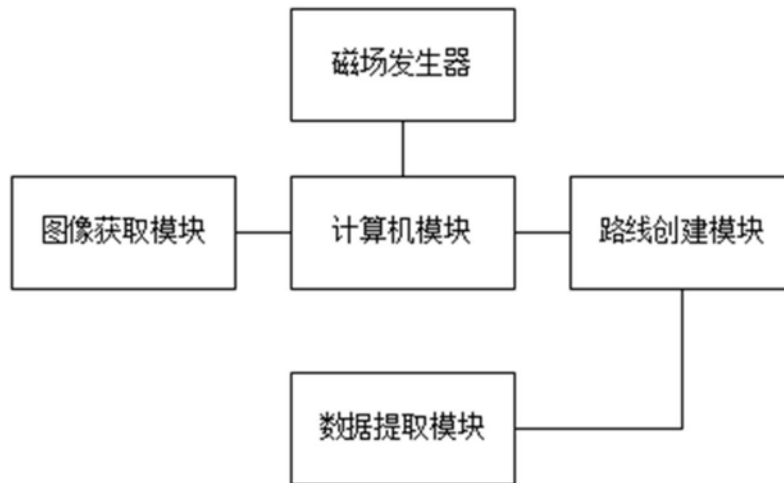 磁场发生器
图像获取模块
计算机模块
路线创建模块
数据提取模块